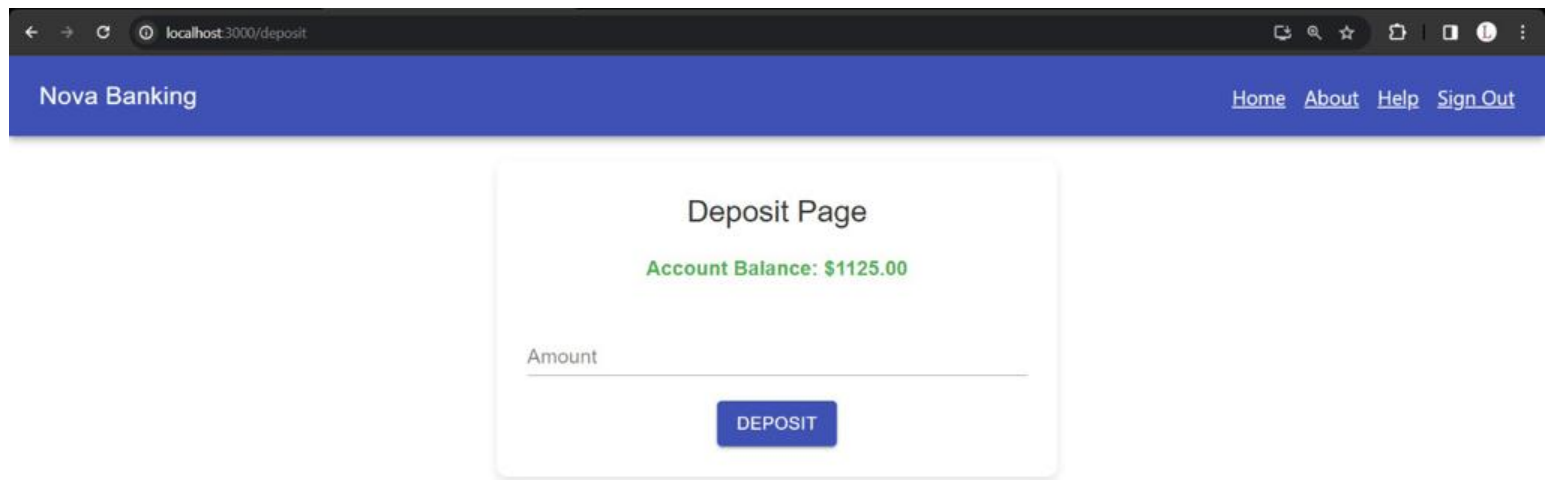 localhost:3000/deposit
L
Nova Banking
Home About Help Sign Out
Deposit Page
Account Balance: $1125.00
Amount
DEPOSIT